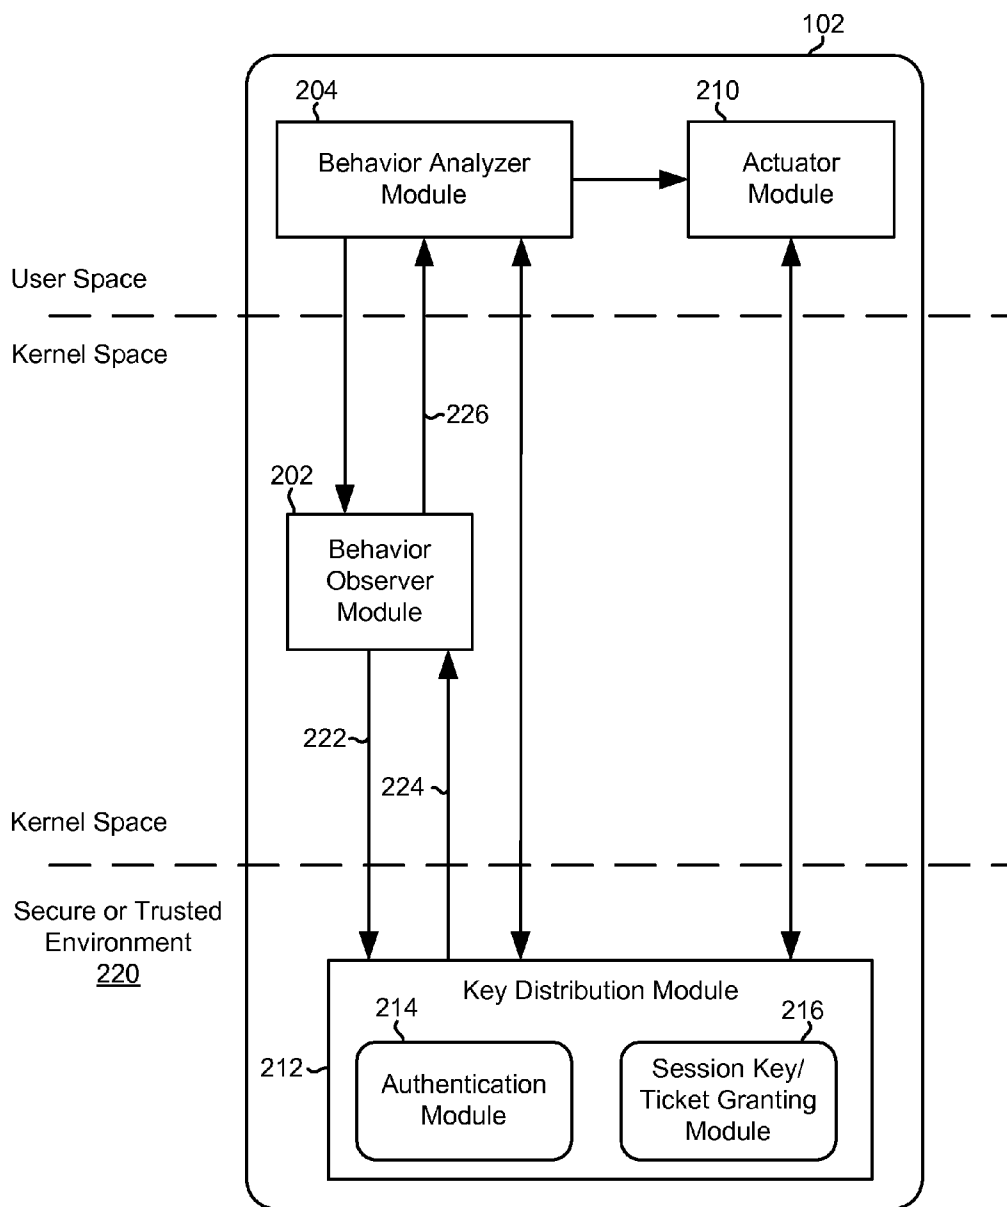 102
204
210
Behavior Analyzer
Module
Actuator
Module
User Space
Kernel Space
226
202
Behavior
Observer
Module
222
224
Kernel Space
Secure or Trusted
Environment
220
Key Distribution Module
214
216
212
Authentication
Module
Session Key/
Ticket Granting
Module